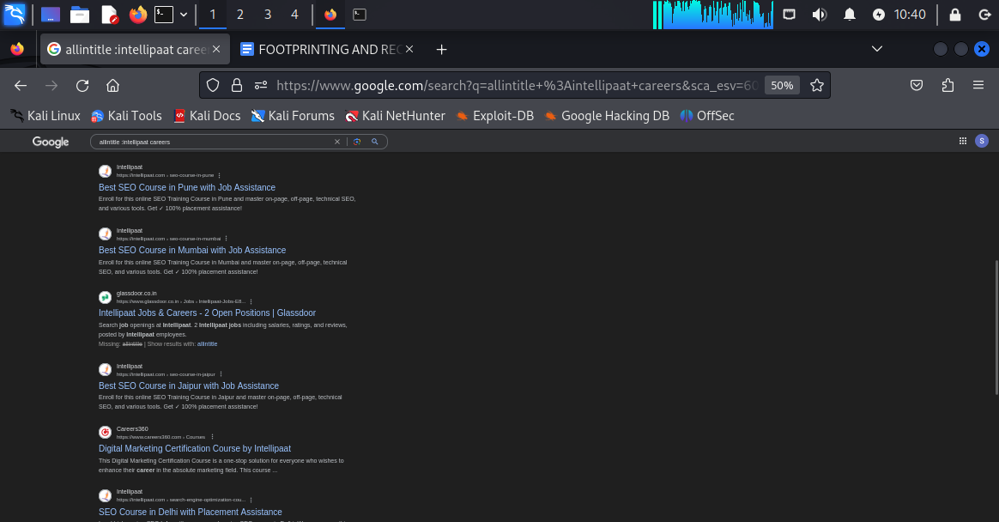 1 2 3 4
10:40
allintitle :intellipaat caree
FOOTPRINTING AND REC
https://www.google.com/search?q=allintitle+%3Aintellipaat+careers&sca_esv=60
50%
Kali Linux Kali Tools Kali Docs Kali Forums Kali NetHunter Exploit-DB Google Hacking DB OffSec
Google
allintitle :intellipaat careers
S
Intellipaat
https://intellipaat.com › seo-course-in-pune
Best SEO Course in Pune with Job Assistance
Enroll for this online SEO Training Course in Pune and master on-page, off-page, technical SEO,
and various tools. Get ✓ 100% placement assistance!
Intellipaat
https://intellipaat.com › seo-course-in-mumbai
Best SEO Course in Mumbai with Job Assistance
Enroll for this online SEO Training Course in Mumbai and master on-page, off-page, technical
SEO, and various tools. Get ✓ 100% placement assistance!
glassdoor.co.in
https://www.glassdoor.co.in › Jobs › Intellipaat-Jobs-E8...
Intellipaat Jobs & Careers - 2 Open Positions | Glassdoor
Search job openings at Intellipaat. 2 Intellipaat jobs including salaries, ratings, and reviews,
posted by Intellipaat employees.
Missing: allintitle | Show results with: allintitle
Intellipaat
https://intellipaat.com › seo-course-in-jaipur
Best SEO Course in Jaipur with Job Assistance
Enroll for this online SEO Training Course in Jaipur and master on-page, off-page, technical
SEO, and various tools. Get ✓ 100% placement assistance!
Careers360
https://www.careers360.com › Courses
Digital Marketing Certification Course by Intellipaat
This Digital Marketing Certification Course is a one-stop solution for everyone who wishes to
enhance their career in the absolute marketing field. This course ...
Intellipaat
https://intellipaat.com › search-engine-optimization-cou...
SEO Course in Delhi with Placement Assistance